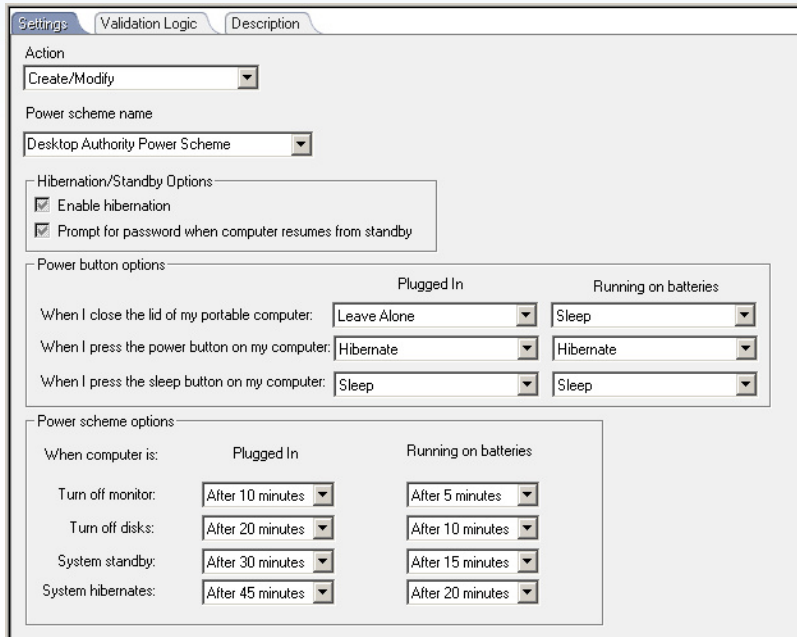 Settings Validation Logic Description
Action
Create/Modify
Power scheme name
Desktop Authority Power Scheme
Hibernation/Standby Options
Enable hibernation
Prompt for password when computer resumes from standby
Power button options
Plugged In Running on batteries
When I close the lid of my portable computer: Leave Alone Sleep
When I press the power button on my computer: Hibernate Hibernate
When I press the sleep button on my computer: Sleep Sleep
Power scheme options
When computer is: Plugged In Running on batteries
Turn off monitor: After 10 minutes After 5 minutes
Turn off disks: After 20 minutes After 10 minutes
System standby: After 30 minutes After 15 minutes
System hibernates: After 45 minutes After 20 minutes